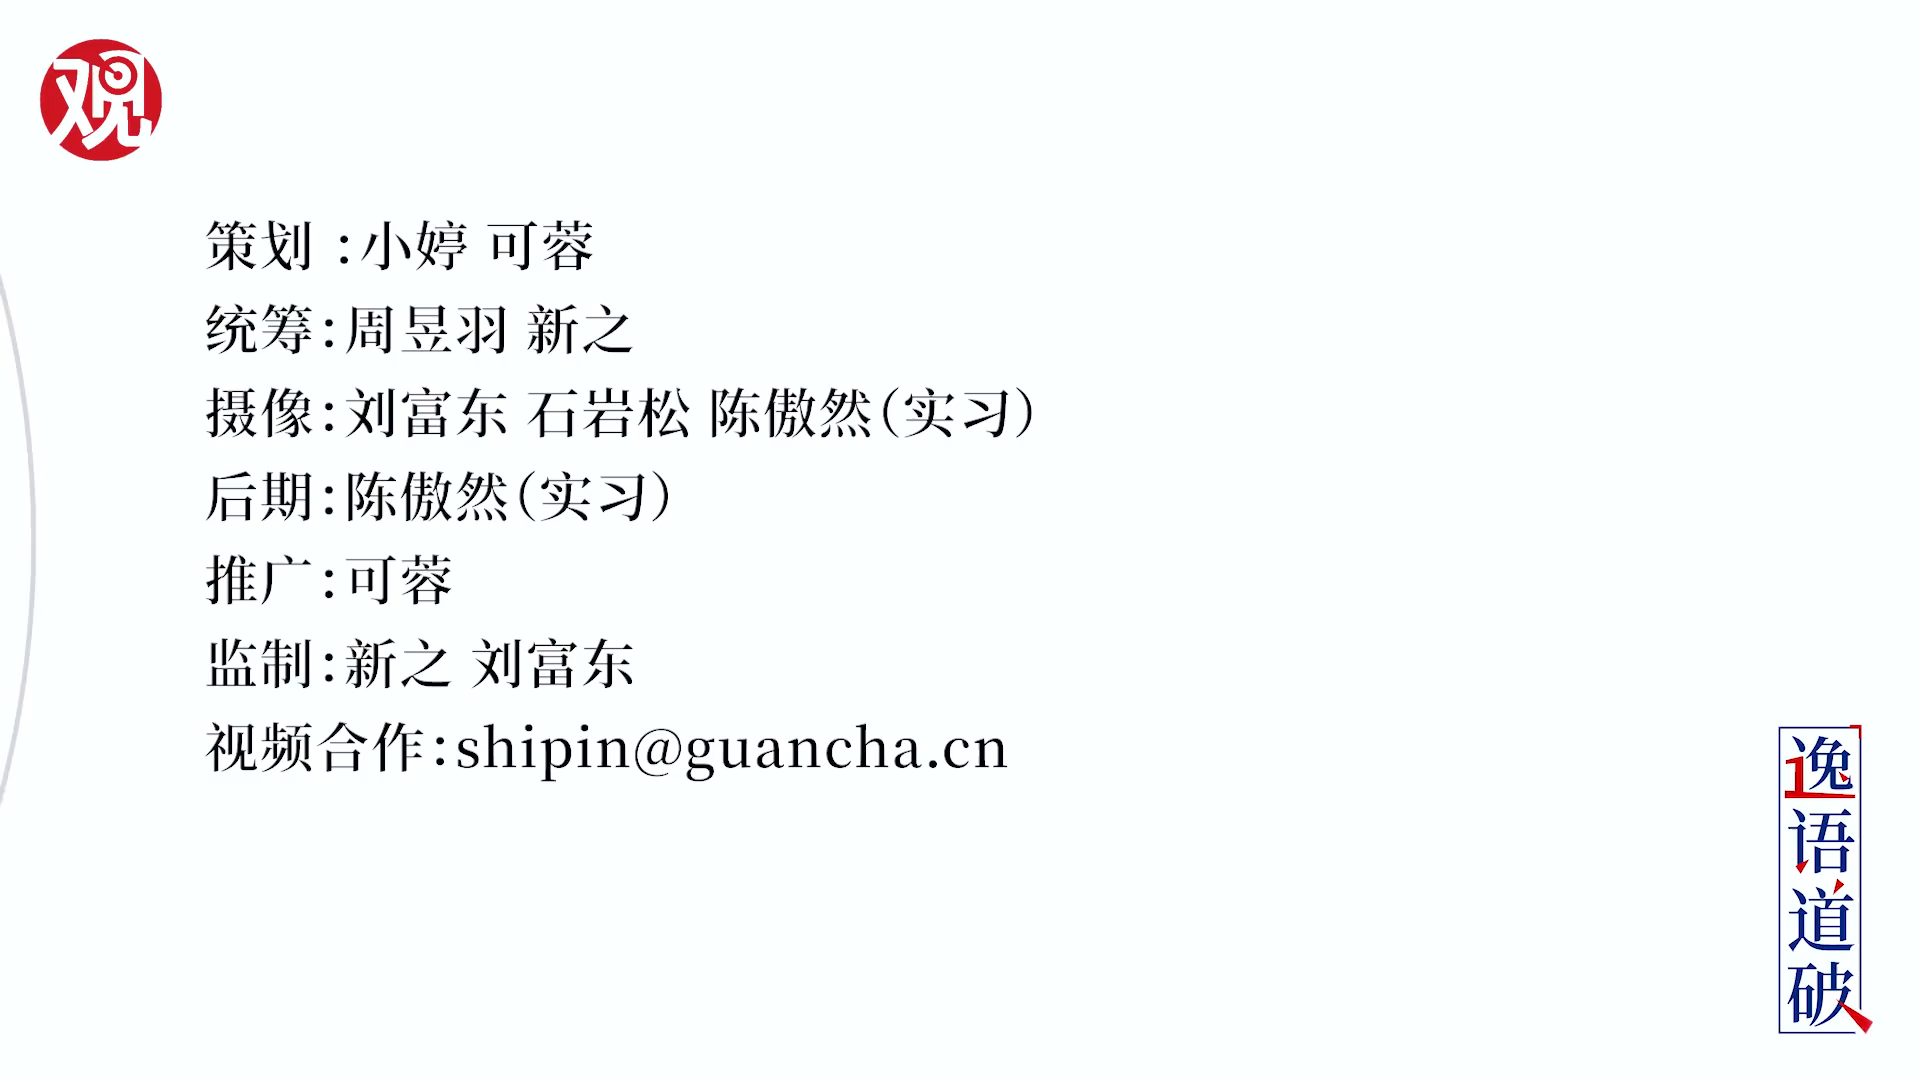 观
策划 :小婷 可蓉
统筹:周昱羽 新之
摄像:刘富东 石岩松 陈傲然(实习)
后期:陈傲然(实习)
推广:可蓉
监制:新之 刘富东
视频合作:shipin@guancha.cn
逸语道破